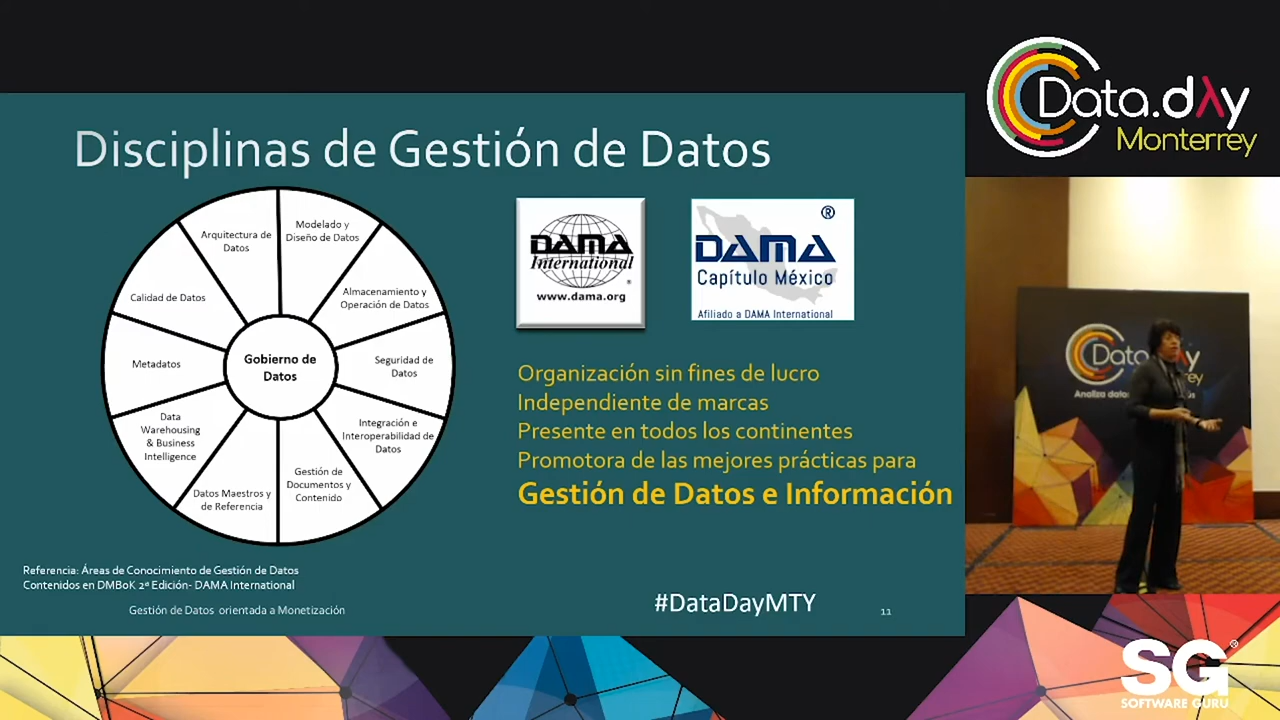 Data.dλy
Monterrey
Disciplinas de Gestión de Datos
Modelado y
Diseño de Datos
Almacenamiento y
Operación de Datos
Seguridad de
Datos
Integración e
Interoperabilidad de
Datos
Gestión de
Documentos y
Contenido
Datos Maestros y
de Referencia
Data
Warehousing
& Business
Intelligence
Metadatos
Calidad de Datos
Arquitectura de
Datos
Gobierno de
Datos
DAMA
International®
www.dama.org
®
DAMA
Capítulo México
Afiliado a DAMA International
Organización sin fines de lucro
Independiente de marcas
Presente en todos los continentes
Promotora de las mejores prácticas para
Gestión de Datos e Información
Referencia: Áreas de Conocimiento de Gestión de Datos
Contenidos en DMBoK 2ª Edición- DAMA International
Gestión de Datos orientada a Monetización
#DataDayMTY
11
SG®
SOFTWARE GURU